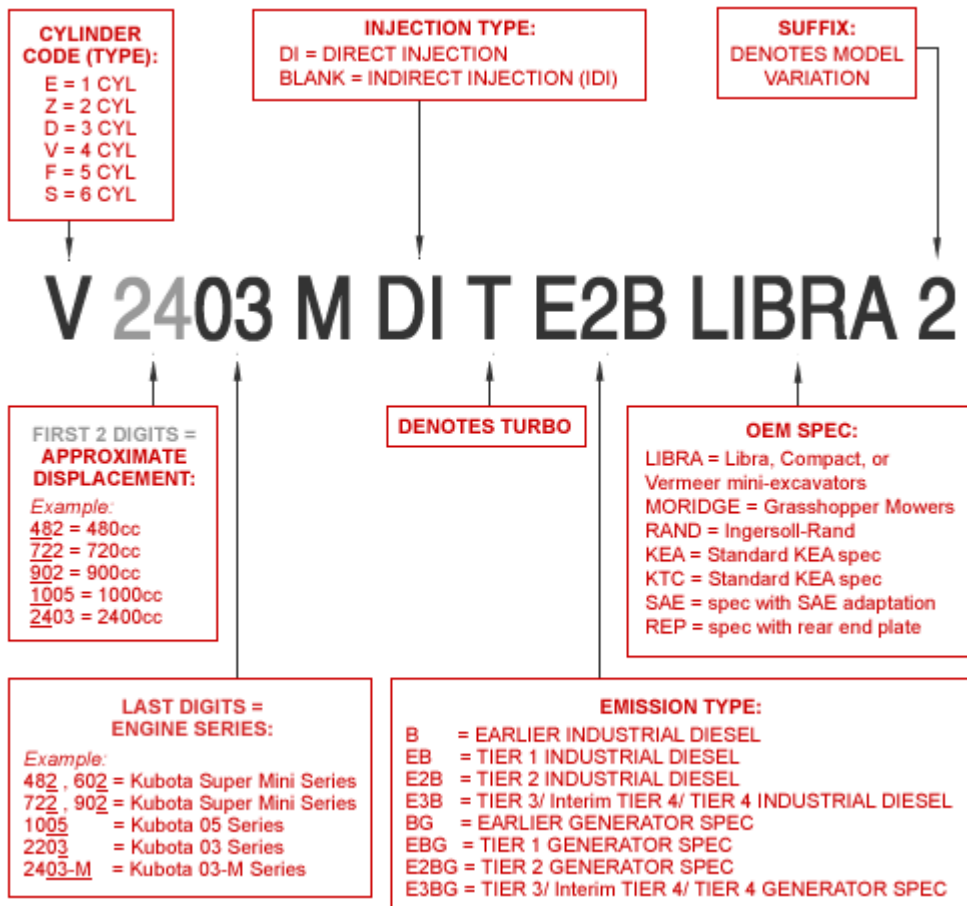 CYLINDER
CODE (TYPE):
E = 1 CYL
Z = 2 CYL
D = 3 CYL
V = 4 CYL
F = 5 CYL
S = 6 CYL
INJECTION TYPE:
DI = DIRECT INJECTION
BLANK = INDIRECT INJECTION (IDI)
SUFFIX:
DENOTES MODEL
VARIATION
V 2403 M DI T E2B LIBRA 2
FIRST 2 DIGITS =
APPROXIMATE
DISPLACEMENT:
Example:
482 = 480cc
722 = 720cc
902 = 900cc
1005 = 1000cc
2403 = 2400cc
DENOTES TURBO
OEM SPEC:
LIBRA = Libra, Compact, or
Vermeer mini-excavators
MORIDGE = Grasshopper Mowers
RAND = Ingersoll-Rand
KEA = Standard KEA spec
KTC = Standard KEA spec
SAE = spec with SAE adaptation
REP = spec with rear end plate
LAST DIGITS =
ENGINE SERIES:
Example:
482 , 602 = Kubota Super Mini Series
722 , 902 = Kubota Super Mini Series
1005 = Kubota 05 Series
2203 = Kubota 03 Series
2403-M = Kubota 03-M Series
EMISSION TYPE:
B = EARLIER INDUSTRIAL DIESEL
EB = TIER 1 INDUSTRIAL DIESEL
E2B = TIER 2 INDUSTRIAL DIESEL
E3B = TIER 3/ Interim TIER 4/ TIER 4 INDUSTRIAL DIESEL
BG = EARLIER GENERATOR SPEC
EBG = TIER 1 GENERATOR SPEC
E2BG = TIER 2 GENERATOR SPEC
E3BG = TIER 3/ Interim TIER 4/ TIER 4 GENERATOR SPEC